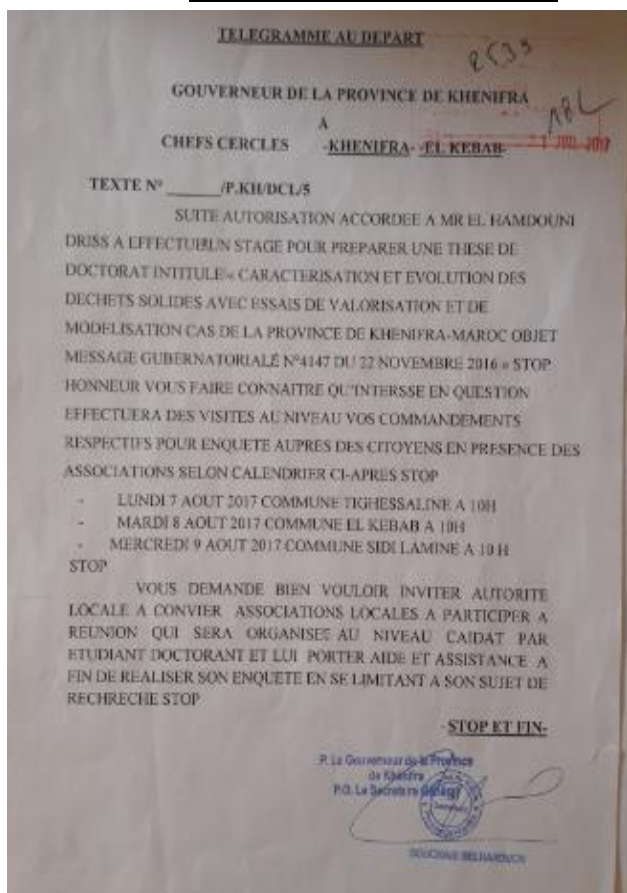 TELEGRAMME AU DEPART
2533
GOUVERNEUR DE LA PROVINCE DE KHENIFRA
A
CHEFS CERCLES -KHENIFRA- -EL KEBAB-
21 JUIL 2017
TEXTE N° ______/P.KH/DCL/5
SUITE AUTORISATION ACCORDEE A MR EL HAMDOUNI
DRISS A EFFECTUERUN STAGE POUR PREPARER UNE THESE DE
DOCTORAT INTITULE « CARACTERISATION ET EVOLUTION DES
DECHETS SOLIDES AVEC ESSAIS DE VALORISATION ET DE
MODELISATION CAS DE LA PROVINCE DE KHENIFRA-MAROC OBJET
MESSAGE GUBERNATORIALE N°4147 DU 22 NOVEMBRE 2016 » STOP
HONNEUR VOUS FAIRE CONNAITRE QU'INTERSSE EN QUESTION
EFFECTUERA DES VISITES AU NIVEAU VOS COMMANDEMENTS
RESPECTIFS POUR ENQUETE AUPRES DES CITOYENS EN PRESENCE DES
ASSOCIATIONS SELON CALENDRIER CI-APRES STOP
- LUNDI 7 AOUT 2017 COMMUNE TIGHESSALINE A 10H
- MARDI 8 AOUT 2017 COMMUNE EL KEBAB A 10H
- MERCREDI 9 AOUT 2017 COMMUNE SIDI LAMINE A 10 H
STOP
VOUS DEMANDE BIEN VOULOIR INVITER AUTORITE
LOCALE A CONVIER ASSOCIATIONS LOCALES A PARTICIPER A
REUNION QUI SERA ORGANISEE AU NIVEAU CAIDAT PAR
ETUDIANT DOCTORANT ET LUI PORTER AIDE ET ASSISTANCE A
FIN DE REALISER SON ENQUETE EN SE LIMITANT A SON SUJET DE
RECHRECHE STOP
-STOP ET FIN-
P. Le Gouverneur de la Province
de Khénifra
P.O. Le Secrétaire Général